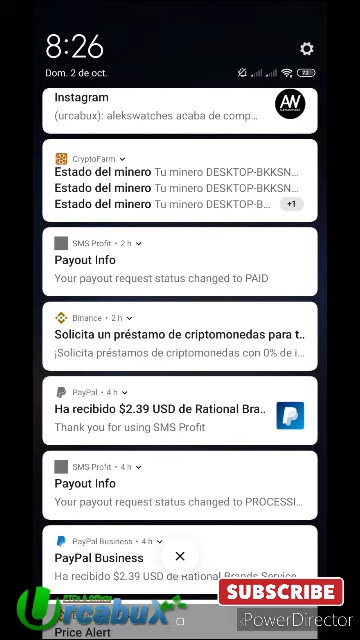 8:26
Dom. 2 de oct.
73
Instagram
(urcabux): alekswatches acaba de comp...
AW
CryptoFarm
Estado del minero Tu minero DESKTOP-BKKSN...
Estado del minero Tu minero DESKTOP-BKKSN...
Estado del minero Tu minero DESKTOP-B...
+1
SMS Profit • 2 h
Payout Info
Your payout request status changed to PAID
Binance • 2 h
Solicita un préstamo de criptomonedas para t..
¡Solicita préstamos de criptomonedas con 0% de i...
PayPal • 4 h
Ha recibido $2.39 USD de Rational Bra..
Thank you for using SMS Profit
SMS Profit • 4 h
Payout Info
Your payout request status changed to PROCESSI...
PayPal Business • 4 h
PayPal Business
Ha recibido $2.39 USD de Rational Brands Service
SUBSCRIBE
Urcabux
PowerDirector
Price Alert